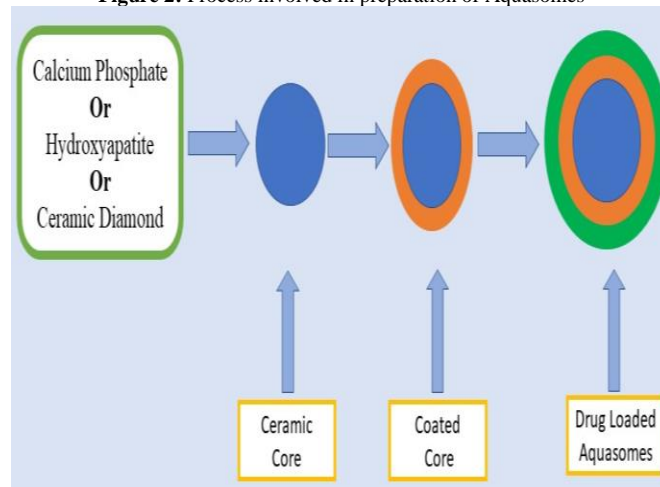 Figure 2: Process involved in preparation of Aquasomes
Calcium Phosphate
Or
Hydroxyapatite
Or
Ceramic Diamond
Ceramic
Core
Coated
Core
Drug Loaded
Aquasomes